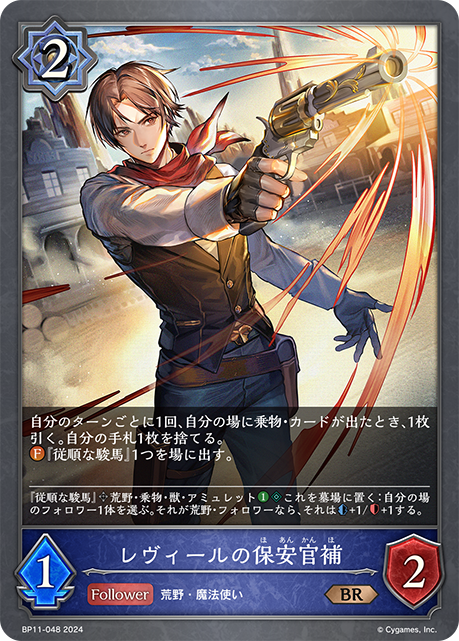 2
自分のターンごとに1回、自分の場に乗物・カードが出たとき、1枚
引く。自分の手札1枚を捨てる。
F『従順な駿馬』1つを場に出す。
『従順な駿馬』荒野・乗物・獣・アミュレット 1 これを墓場に置く：自分の場
のフォロワー1体を選ぶ。それが荒野・フォロワーなら、それは+1/+1する。
ほ あん かん ほ
レヴィールの保安官補
1
Follower 荒野・魔法使い
BR
2
BP11-048 2024
© Cygames, Inc.